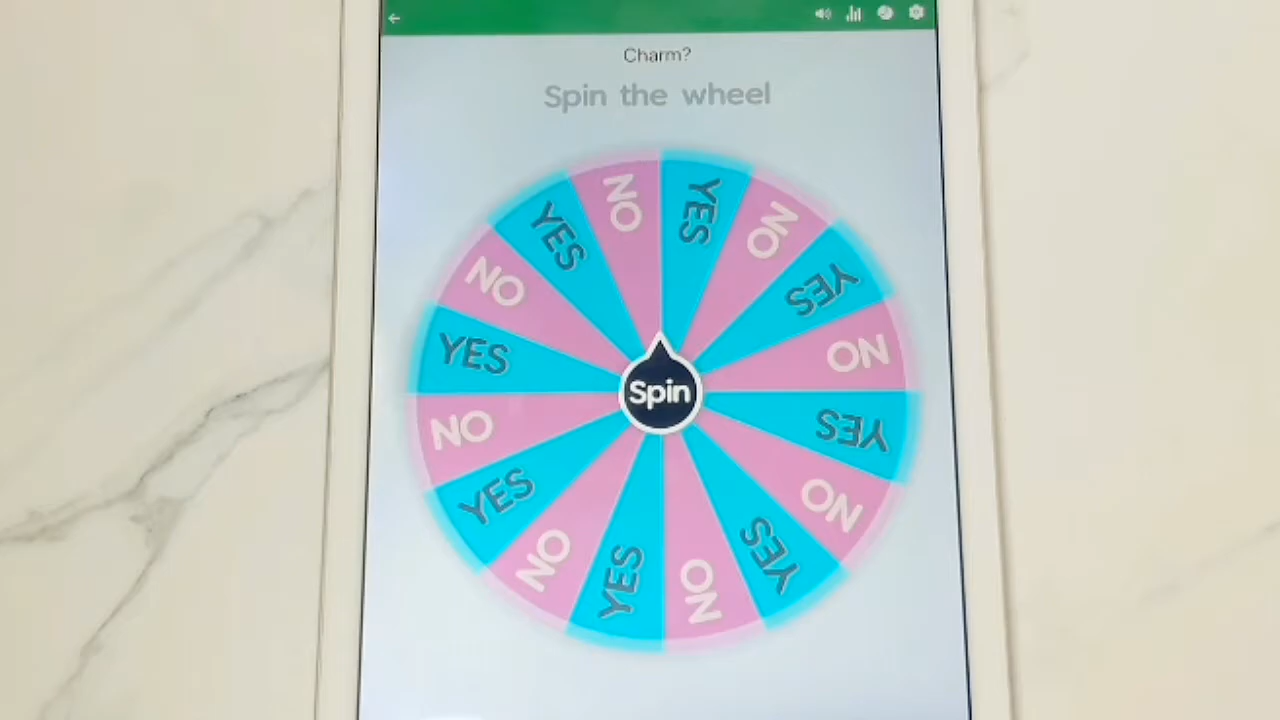 Charm?
Spin the wheel
YES
NO
YES
NO
YES
NO
YES
NO
YES
NO
YES
NO
YES
NO
YES
NO
Spin